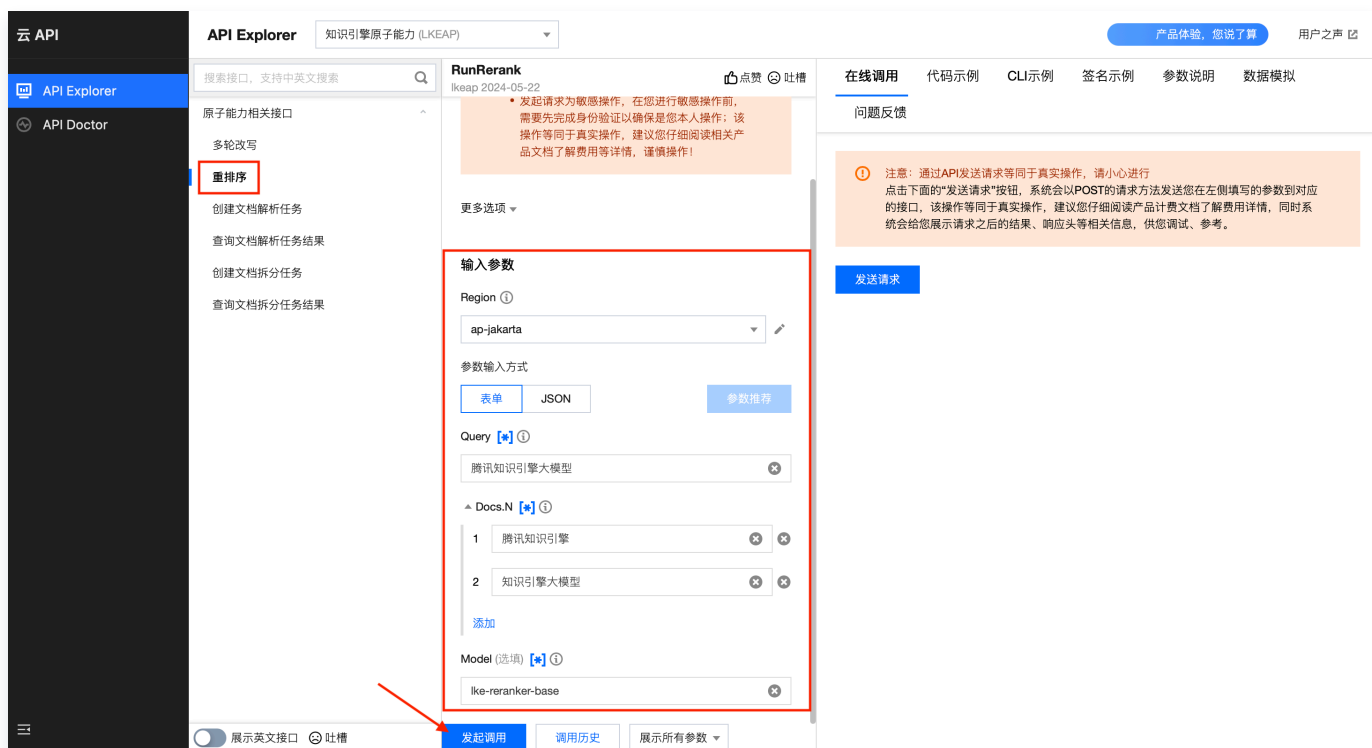 云 API
API Explorer
API Doctor
API Explorer
知识引擎原子能力 (LKEAP)
产品体验，您说了算
用户之声
搜索接口，支持中英文搜索
原子能力相关接口
多轮改写
重排序
创建文档解析任务
查询文档解析任务结果
创建文档拆分任务
查询文档拆分任务结果
展示英文接口
吐槽
RunRerank
lkeap 2024-05-22
点赞
吐槽
• 发起请求为敏感操作，在您进行敏感操作前，
需要先完成身份验证以确保是您本人操作；该
操作等同于真实操作，建议您仔细阅读相关产
品文档了解费用等详情，谨慎操作！
更多选项
输入参数
Region
ap-jakarta
参数输入方式
表单
JSON
参数推荐
Query [*]
腾讯知识引擎大模型
Docs.N [*]
1 腾讯知识引擎
2 知识引擎大模型
添加
Model (选填) [*]
lke-reranker-base
发起调用
调用历史
展示所有参数
在线调用
代码示例
CLI示例
签名示例
参数说明
数据模拟
问题反馈
注意：通过API发送请求等同于真实操作，请小心进行
点击下面的“发送请求”按钮，系统会以POST的请求方法发送您在左侧填写的参数到对应
的接口，该操作等同于真实操作，建议您仔细阅读产品计费文档了解费用详情，同时系
统会给您展示请求之后的结果、响应头等相关信息，供您调试、参考。
发送请求